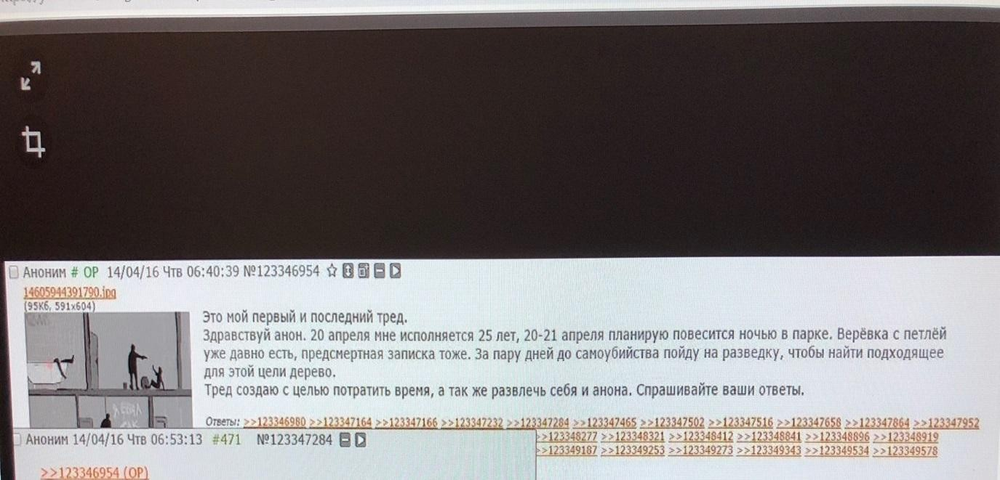 Аноним # OP 14/04/16 Чтв 06:40:39 №123346954
14605944391790.jpg
(95Кб, 591x604)
Это мой первый и последний тред.
Здравствуй анон. 20 апреля мне исполняется 25 лет, 20-21 апреля планирую повесится ночью в парке. Верёвка с петлёй
уже давно есть, предсмертная записка тоже. За пару дней до самоубийства пойду на разведку, чтобы найти подходящее
для этой цели дерево.
Тред создаю с целью потратить время, а так же развлечь себя и анона. Спрашивайте ваши ответы.
Ответы: >>123346980 >>123347164 >>123347166 >>123347232 >>123347284 >>123347465 >>123347502 >>123347516 >>123347658 >>123347864 >>123347952
>>123348277 >>123348321 >>123348412 >>123348841 >>123348896 >>123348919
>>123349187 >>123349253 >>123349273 >>123349343 >>123349534 >>123349578
Аноним 14/04/16 Чтв 06:53:13 #471 №123347284
>>123346954 (OP)